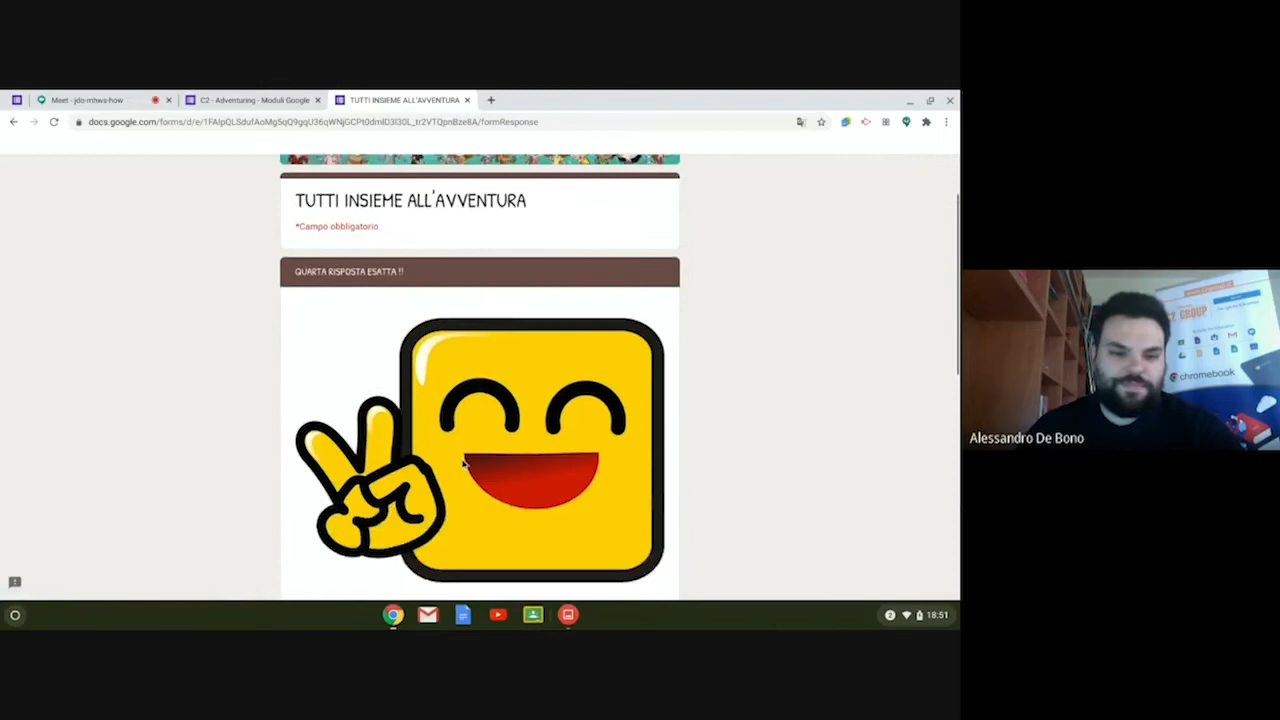 Meet - jdo-mhws-how
C2 - Adventuring - Moduli Google
TUTTI INSIEME ALL'AVVENTURA
TUTTI INSIEME ALL'AVVENTURA
*Campo obbligatorio
QUARTA RISPOSTA ESATTA !!
GROUP
chromebook
Alessandro De Bono
18:51